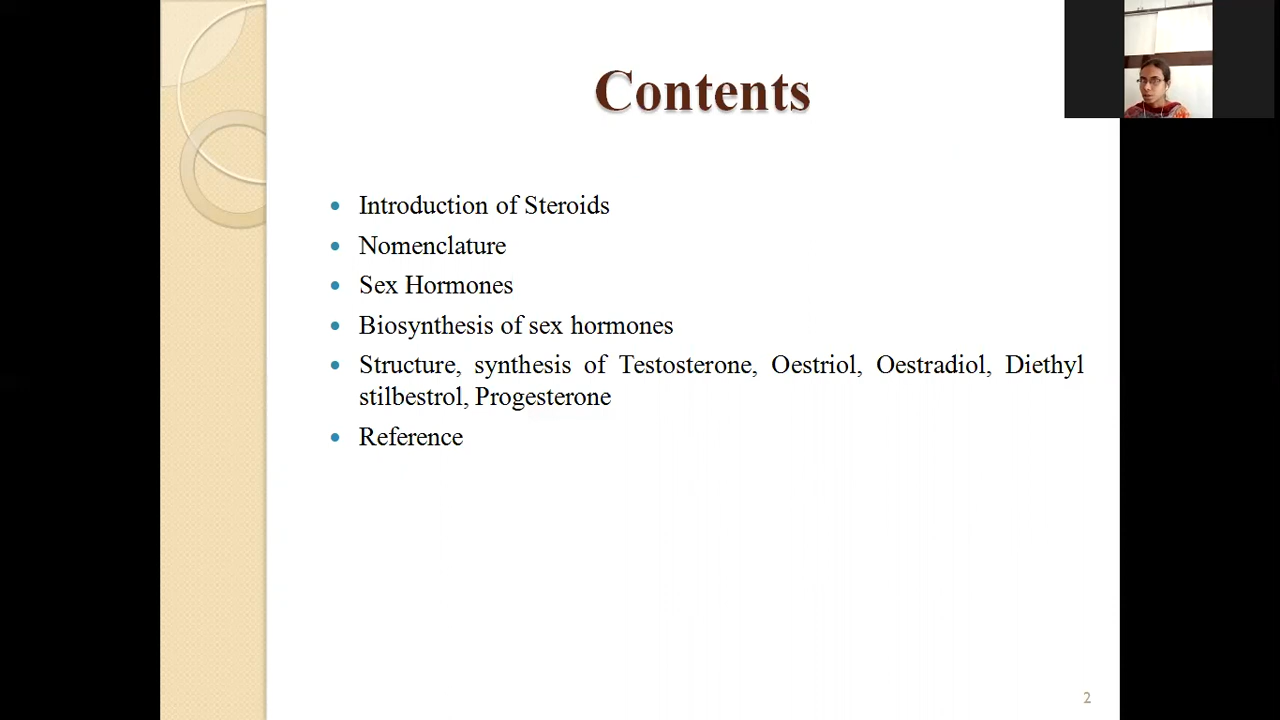 Contents
Introduction of Steroids
Nomenclature
Sex Hormones
Biosynthesis of sex hormones
Structure, synthesis of Testosterone, Oestriol, Oestradiol, Diethyl
stilbestrol, Progesterone
Reference
2